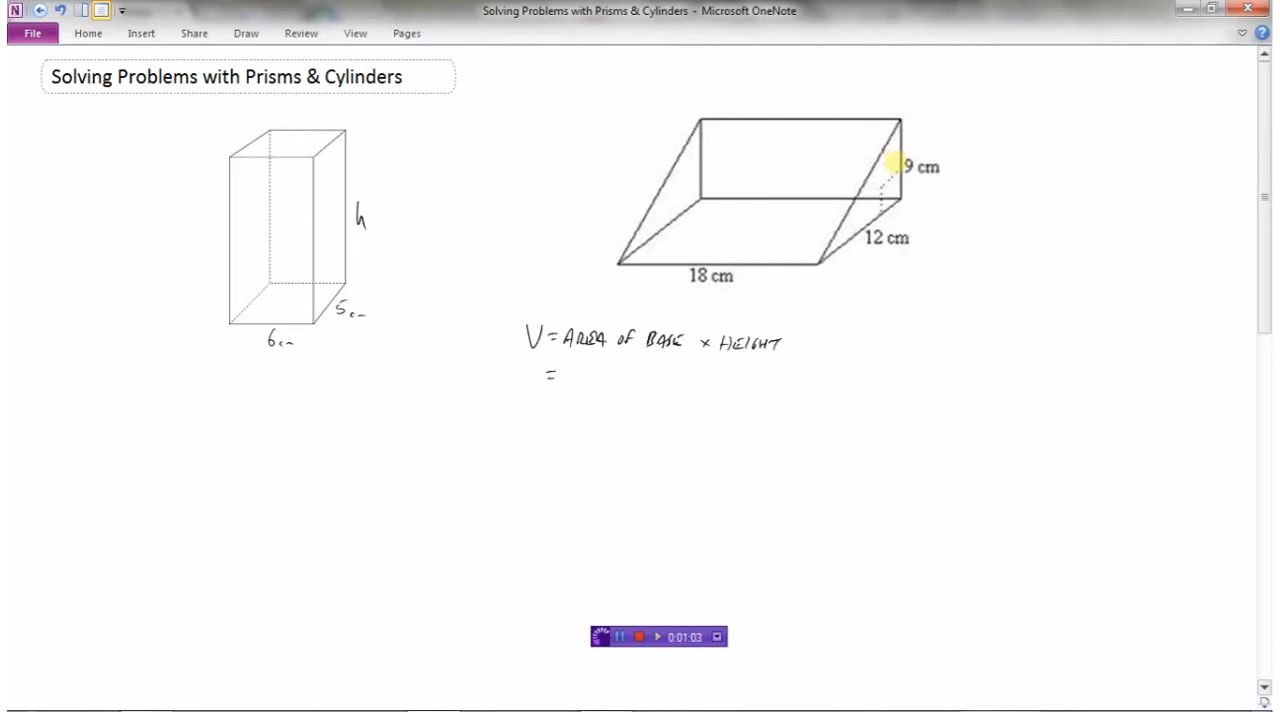 Solving Problems with Prisms & Cylinders - Microsoft OneNote
File Home Insert Share Draw Review View Pages
Solving Problems with Prisms & Cylinders
h
5cm
6cm
9 cm
12 cm
18 cm
V = AREA OF BASE × HEIGHT
=
0:01:03